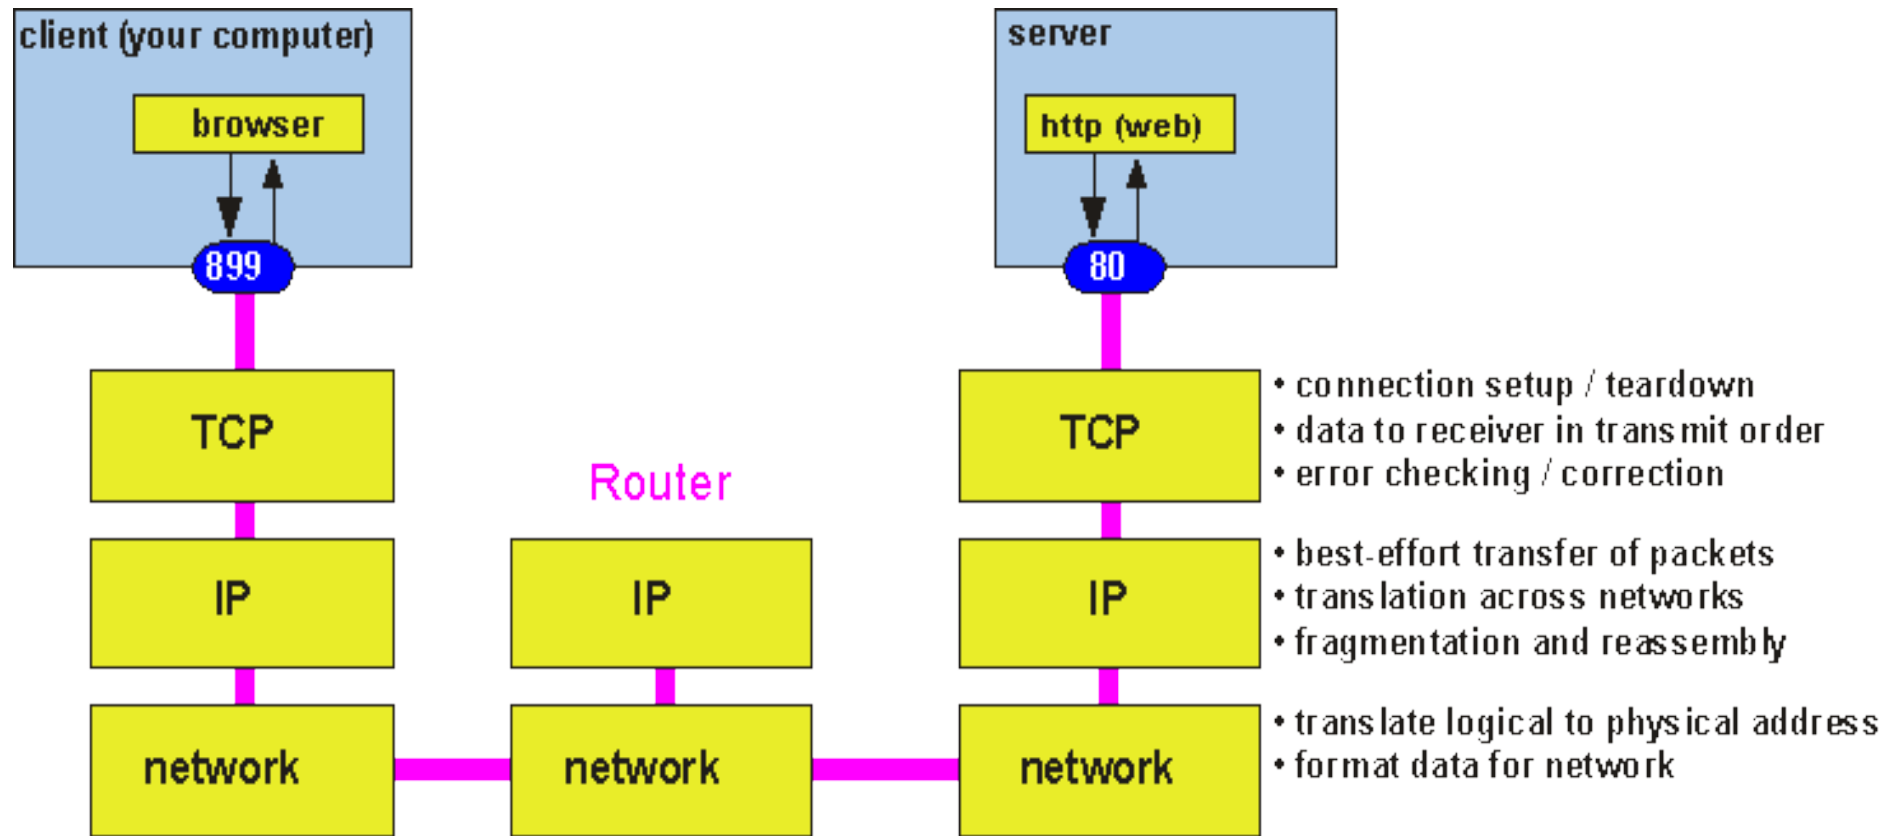 client (your computer)
server
browser
http (web)
899
80
TCP
TCP
• connection setup / teardown
• data to receiver in transmit order
• error checking / correction
Router
IP
IP
IP
• best-effort transfer of packets
• translation across networks
• fragmentation and reassembly
network
network
network
• translate logical to physical address
• format data for network